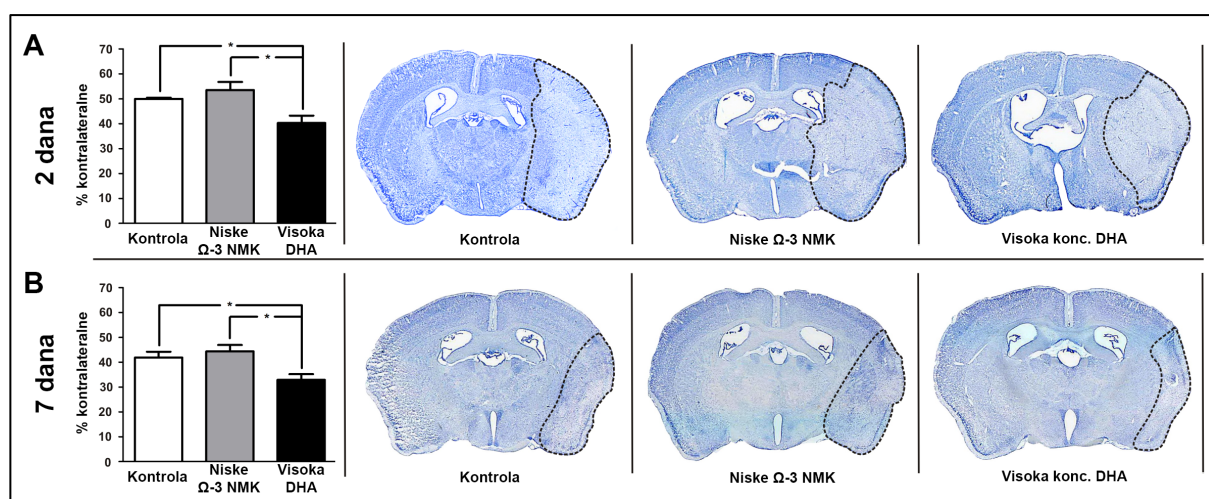 A
2 dana
% kontralateralne
70
60
50
40
30
20
10
0
*
*
Kontrola
Niske
Ω-3 NMK
Visoka
DHA
Kontrola
Niske Ω-3 NMK
Visoka konc. DHA
B
7 dana
% kontralateralne
70
60
50
40
30
20
10
0
*
*
Kontrola
Niske
Ω-3 NMK
Visoka
DHA
Kontrola
Niske Ω-3 NMK
Visoka konc. DHA